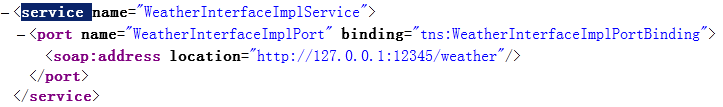 - <service name="WeatherInterfaceImplService">
- <port name="WeatherInterfaceImplPort" binding="tns:WeatherInterfaceImplPortBinding">
<soap:address location="http://127.0.0.1:12345/weather"/>
</port>
</service>